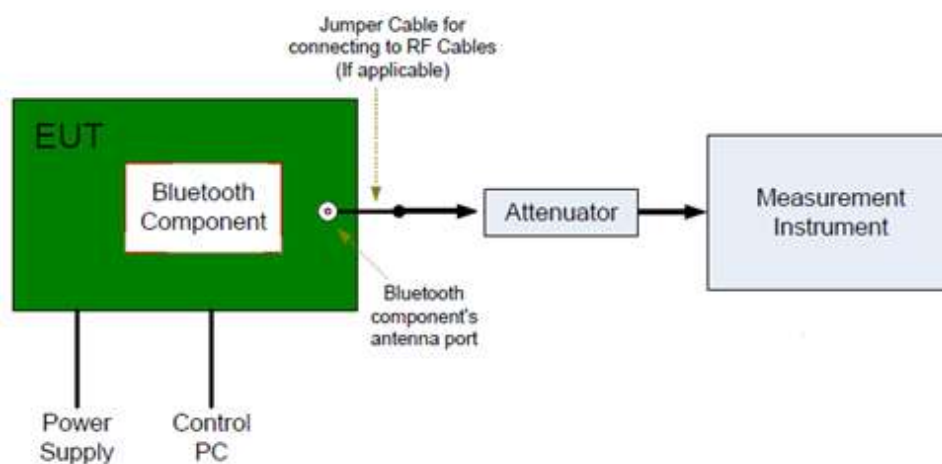 Jumper Cable for
connecting to RF Cables
(If applicable)
EUT
Bluetooth
Component
Attenuator
Measurement
Instrument
Bluetooth
component's
antenna port
Power
Supply
Control
PC